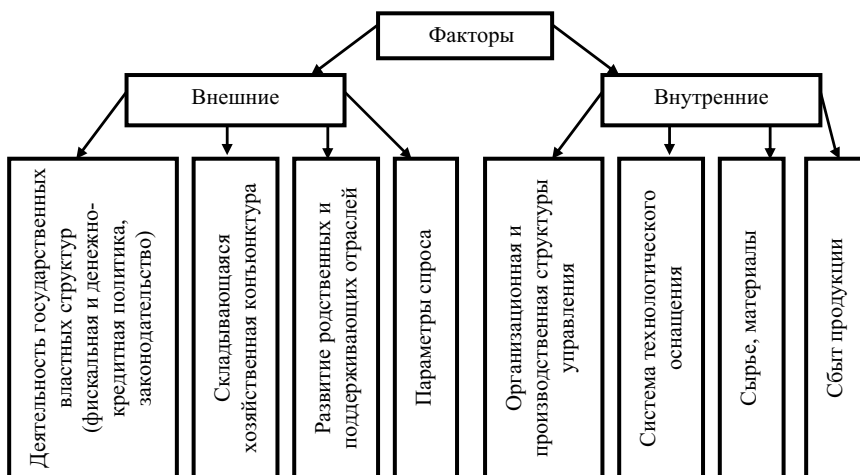 Факторы
Внешние
Внутренние
Деятельность государственных
властных структур
(фискальная и денежно-
кредитная политика,
законодательство)
Складывающаяся
хозяйственная конъюнктура
Развитие родственных и
поддерживающих отраслей
Параметры спроса
Организационная и
производственная структуры
управления
Система технологического
оснащения
Сырье, материалы
Сбыт продукции